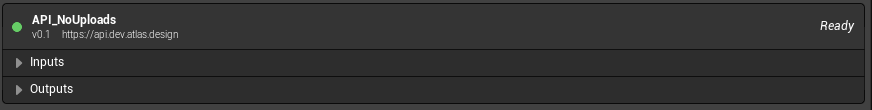 API_NoUploads
v0.1 https://api.dev.atlas.design
Ready
Inputs
Outputs